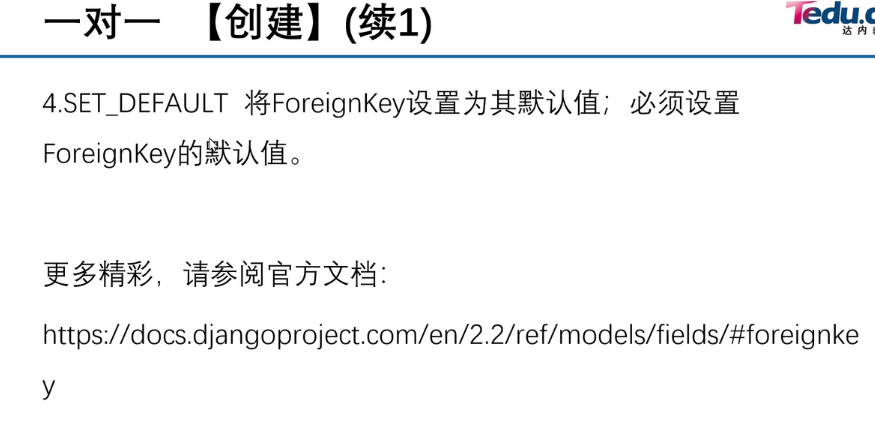 一对一 【创建】(续1)
Tedu.c
达内
4.SET_DEFAULT 将ForeignKey设置为其默认值；必须设置
ForeignKey的默认值。
更多精彩，请参阅官方文档：
https://docs.djangoproject.com/en/2.2/ref/models/fields/#foreignke
y